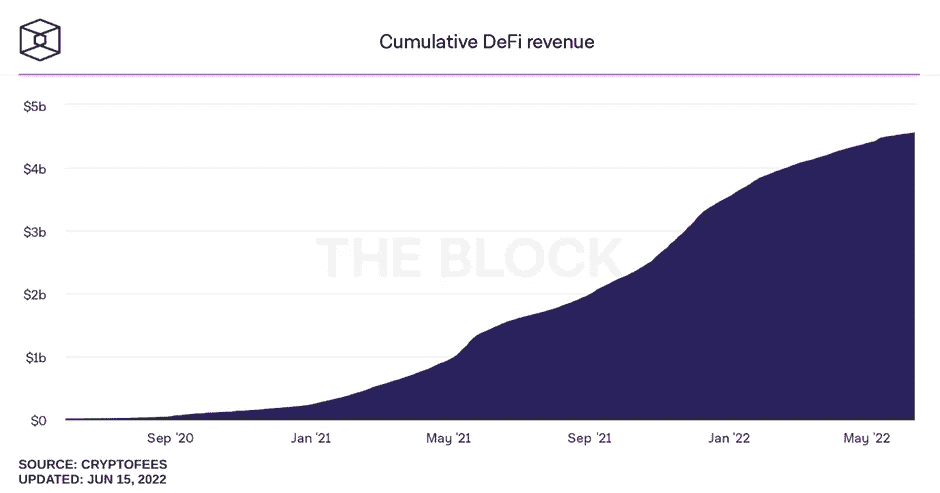 Cumulative DeFi revenue
$5b
$4b
$3b
$2b
$1b
$0
THE BLOCK
Sep '20 Jan '21 May '21 Sep '21 Jan '22 May '22
SOURCE: CRYPTOFEES
UPDATED: JUN 15, 2022